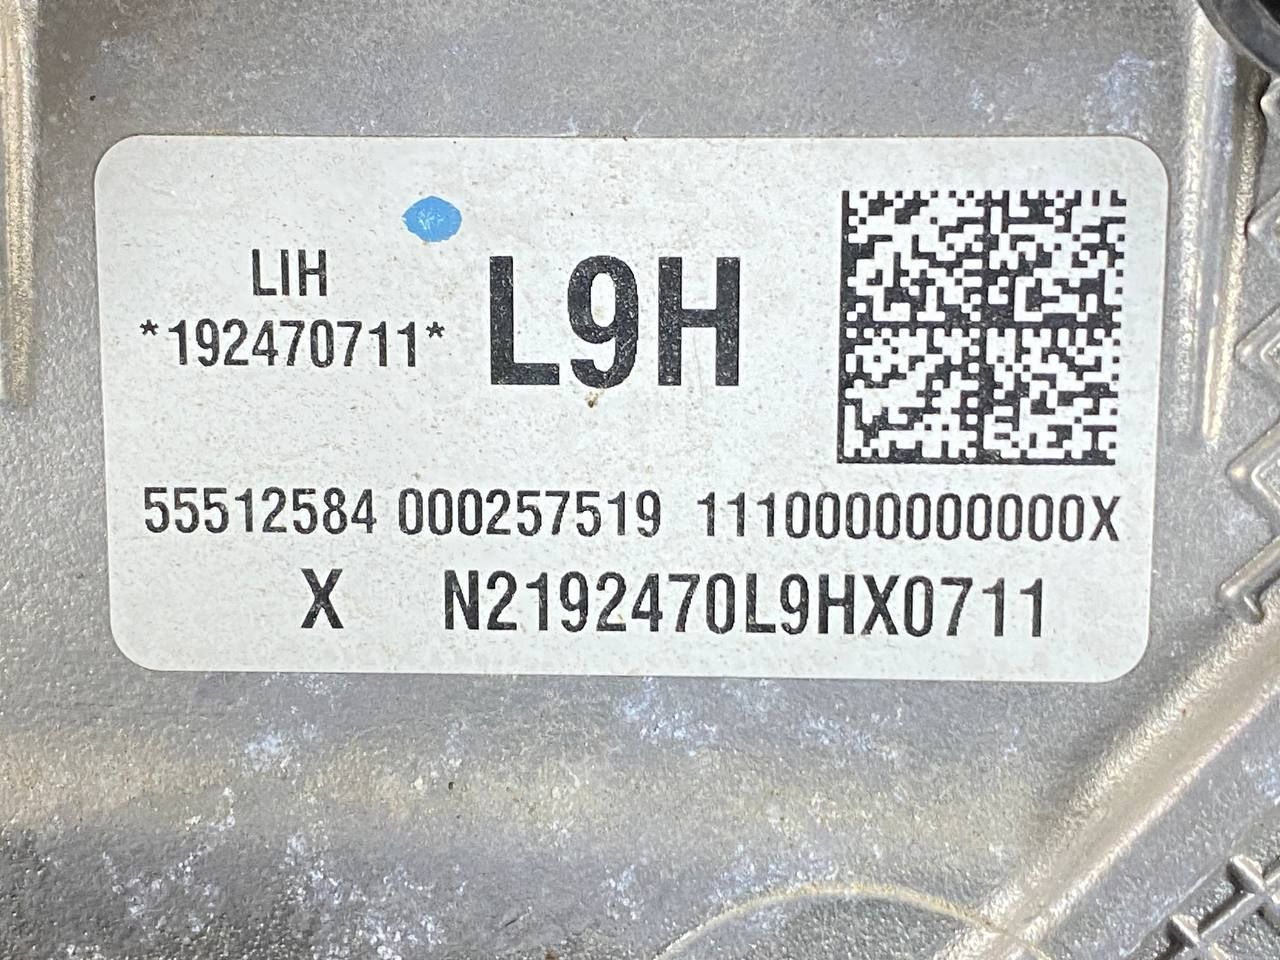 LIH
*192470711*
L9H
55512584 000257519 1110000000000X
X N2192470L9HX0711